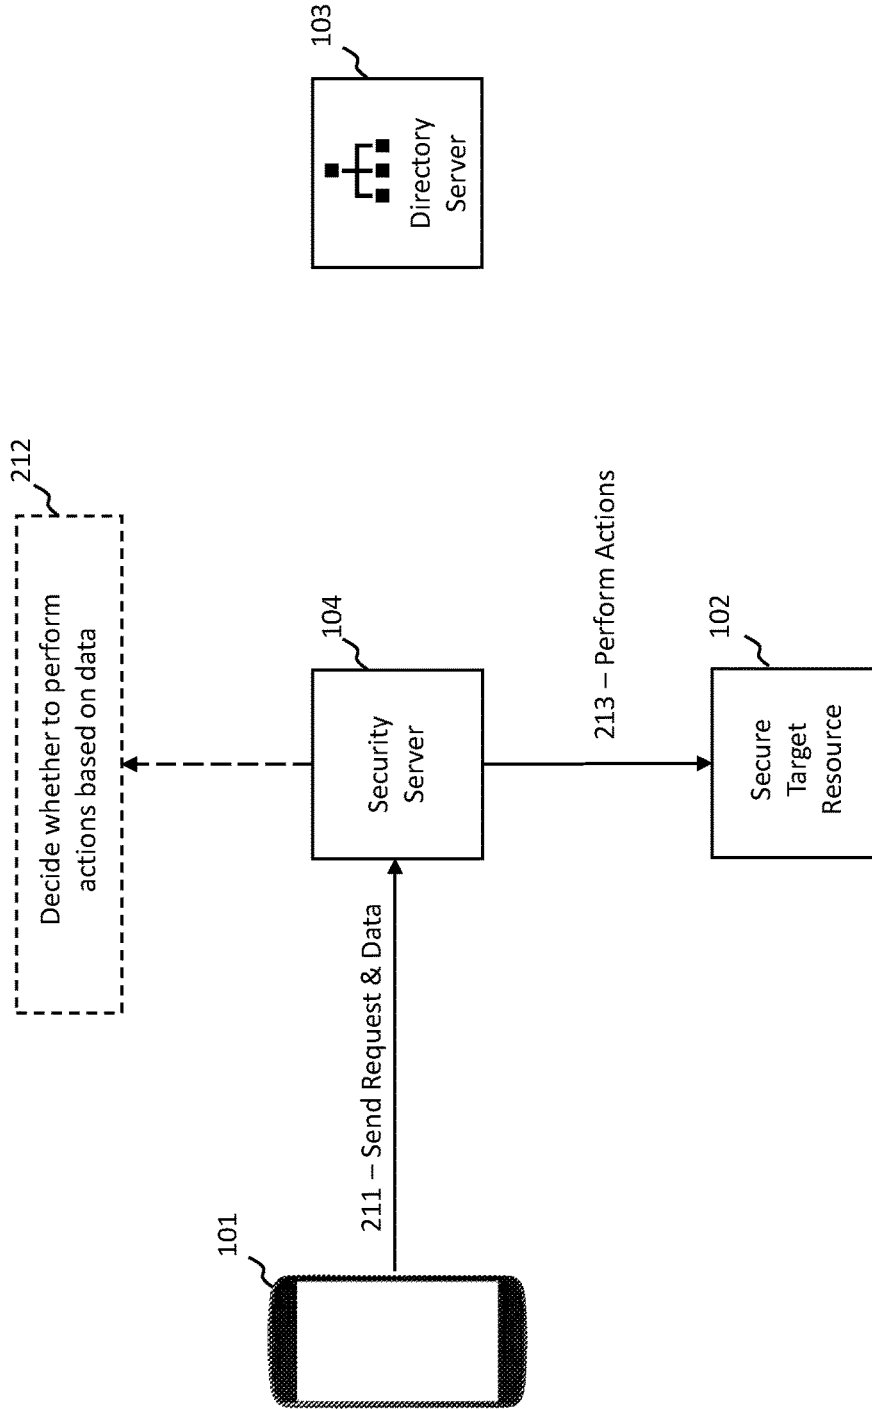 212
Decide whether to perform
actions based on data
101
211 – Send Request & Data
104
Security
Server
103
Directory
Server
213 – Perform Actions
102
Secure
Target
Resource